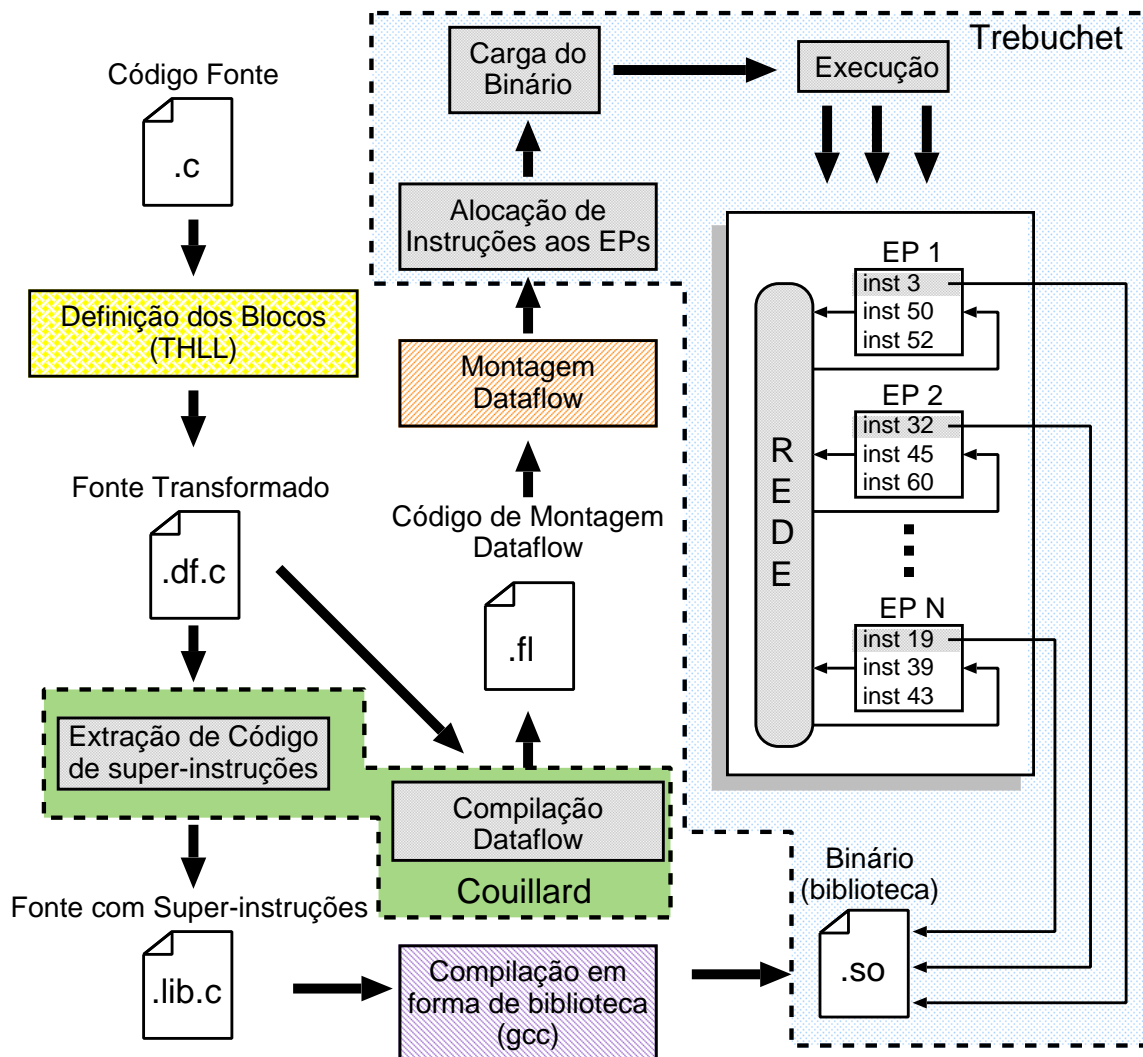 Trebuchet
Código Fonte
.c
Definição dos Blocos
(THLL)
Fonte Transformado
.df.c
Extração de Código
de super-instruções
Fonte com Super-instruções
.lib.c
Carga do
Binário
Execução
Alocação de
Instruções aos EPs
Montagem
Dataflow
Código de Montagem
Dataflow
.fl
Compilação
Dataflow
Couillard
Compilação em
forma de biblioteca
(gcc)
REDE
EP 1
inst 3
inst 50
inst 52
EP 2
inst 32
inst 45
inst 60
EP N
inst 19
inst 39
inst 43
Binário
(biblioteca)
.so